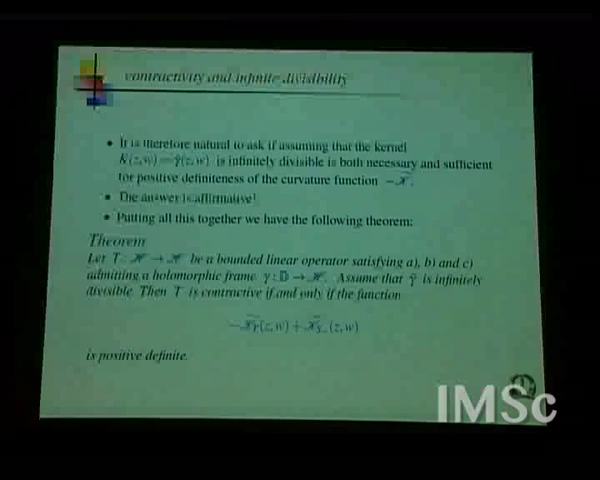 contractivity and infinite divisibility
• It is therefore natural to ask if assuming that the kernel
K(z,w) = γ̂(z,w) is infinitely divisible is both necessary and sufficient
for positive definiteness of the curvature function −𝒦̃.
• The answer is affirmative!
• Putting all this together we have the following theorem:
Theorem
Let T : ℋ → ℋ be a bounded linear operator satisfying a), b) and c)
admitting a holomorphic frame γ : 𝔻 → ℋ. Assume that γ̂ is infinitely
divisible. Then T is contractive if and only if the function
(z,w) + (z,w)
is positive definite.
IMSc